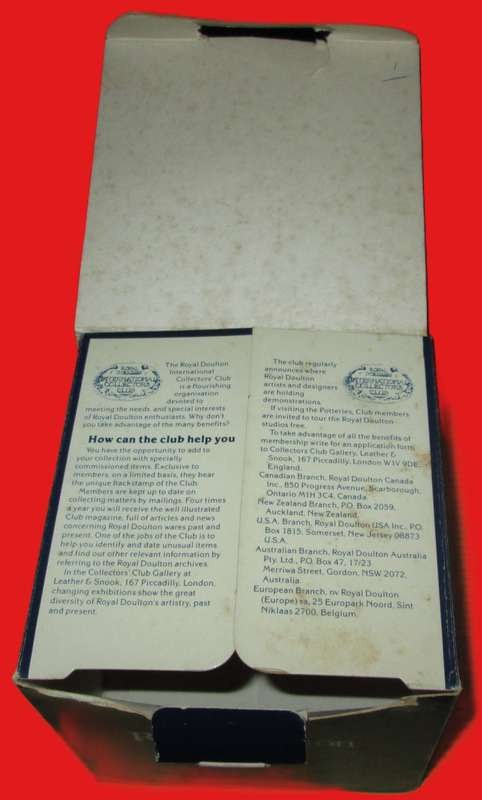 ROYAL DOULTON
INTERNATIONAL
COLLECTORS
CLUB
The Royal Doulton
International
Collectors' Club
is a flourishing
organisation
devoted to
meeting the needs and special interests
of Royal Doulton enthusiasts. Why don't
you take advantage of the many benefits?
How can the club help you
You have the opportunity to add to
your collection with specially
commissioned items. Exclusive to
members, on a limited basis, they bear
the unique backstamp of the Club.
Members are kept up to date on
collecting matters by mailings. Four times
a year you will receive the well illustrated
Club magazine, full of articles and news
concerning Royal Doulton wares past and
present. One of the jobs of the Club is to
help you identify and date unusual items
and find out other relevant information by
referring to the Royal Doulton archives.
In the Collectors' Club Gallery at
Leather & Snook, 167 Piccadilly, London,
changing exhibitions show the great
diversity of Royal Doulton's artistry, past
and present.
The club regularly
announces where
Royal Doulton
artists and designers
are holding
demonstrations.
ROYAL DOULTON
INTERNATIONAL
COLLECTORS
CLUB
If visiting the Potteries, Club members
are invited to tour the Royal Doulton
studios free.
To take advantage of all the benefits of
membership write for an application form
to Collectors Club Gallery, Leather &
Snook, 167 Piccadilly, London W1V 9DE,
England.
Canadian Branch, Royal Doulton Canada
Inc., 850 Progress Avenue, Scarborough,
Ontario M1H 3C4, Canada
New Zealand Branch, P.O. Box 2059,
Auckland, New Zealand.
U.S.A. Branch, Royal Doulton USA Inc., P.O.
Box 1815, Somerset, New Jersey 08873
U.S.A.
Australian Branch, Royal Doulton Australia
Pty. Ltd., P.O. Box 47, 17/23
Merriwa Street, Gordon, NSW 2072,
Australia.
European Branch, nv Royal Doulton
(Europe) sa, 25 Europark Noord, Sint
Niklaas 2700, Belgium.